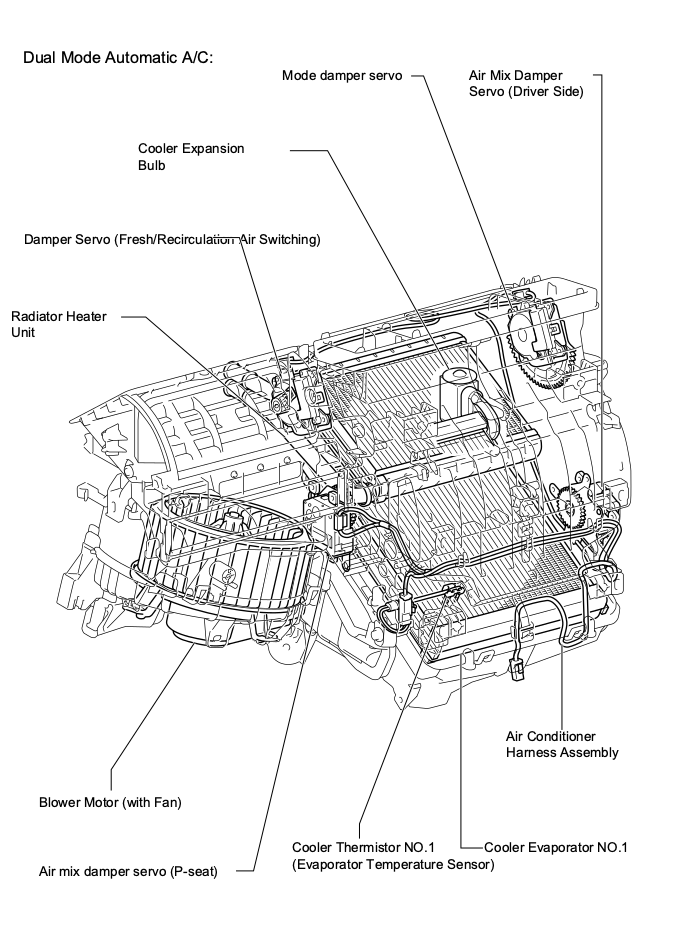 Dual Mode Automatic A/C:
Mode damper servo
Air Mix Damper
Servo (Driver Side)
Cooler Expansion
Bulb
Damper Servo (Fresh/Recirculation Air Switching)
Radiator Heater
Unit
Air Conditioner
Harness Assembly
Blower Motor (with Fan)
Cooler Thermistor NO.1
(Evaporator Temperature Sensor)
Cooler Evaporator NO.1
Air mix damper servo (P-seat)